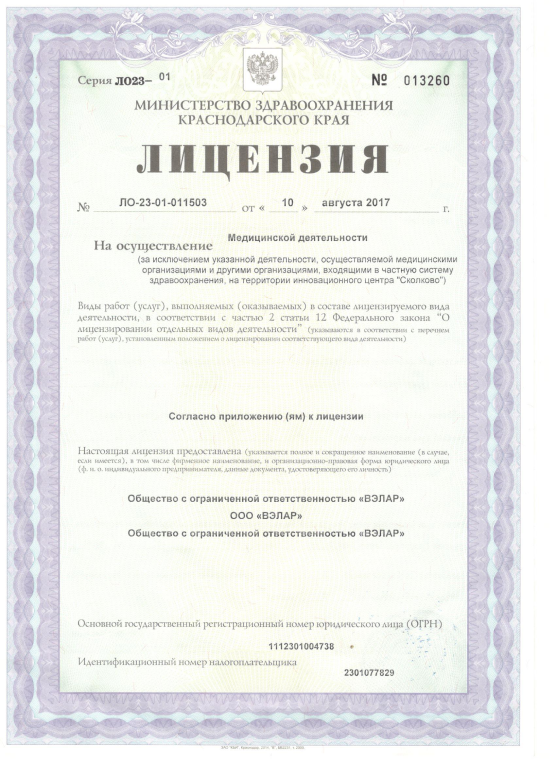 Серия ЛО23- 01 № 013260
МИНИСТЕРСТВО ЗДРАВООХРАНЕНИЯ
КРАСНОДАРСКОГО КРАЯ
ЛИЦЕНЗИЯ
№ ЛО-23-01-011503 от « 10 » августа 2017 г.
На осуществление Медицинской деятельности
(за исключением указанной деятельности, осуществляемой медицинскими
организациями и другими организациями, входящими в частную систему
здравоохранения, на территории инновационного центра "Сколково")
Виды работ (услуг), выполняемых (оказываемых) в составе лицензируемого вида
деятельности, в соответствии с частью 2 статьи 12 Федерального закона "О
лицензировании отдельных видов деятельности" (указываются в соответствии с перечнем
работ (услуг), установленным положением о лицензировании соответствующего вида деятельности)
Согласно приложению (ям) к лицензии
Настоящая лицензия предоставлена (указывается полное и сокращенное наименование (в случае,
если имеется), в том числе фирменное наименование, и организационно-правовая форма юридического лица
(ф. и. о. индивидуального предпринимателя, данные документа, удостоверяющего его личность)
Общество с ограниченной ответственностью «ВЭЛАР»
ООО «ВЭЛАР»
Общество с ограниченной ответственностью «ВЭЛАР»
Основной государственный регистрационный номер юридического лица (ОГРН)
1112301004738
Идентификационный номер налогоплательщика
2301077829